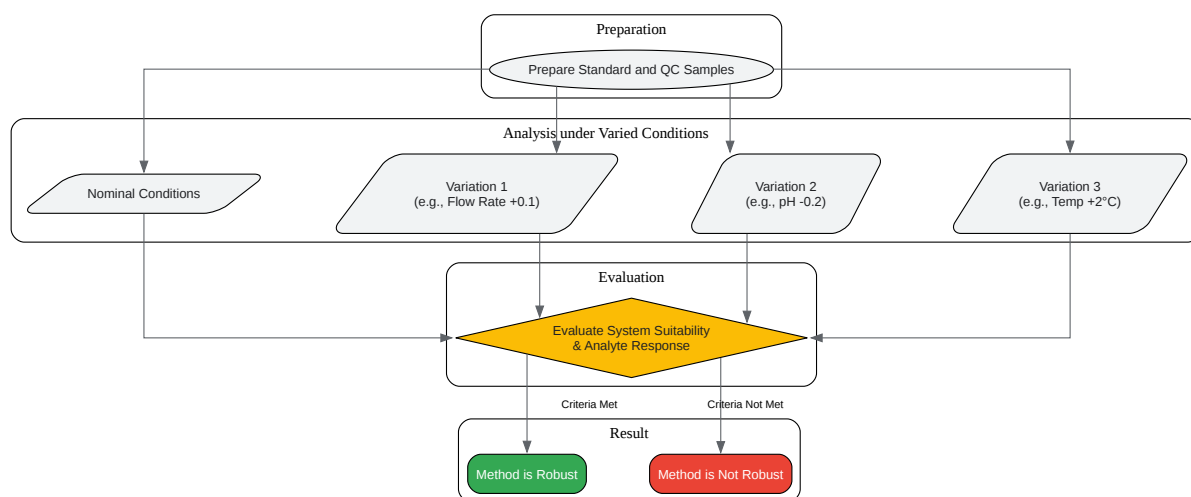 Preparation
Prepare Standard and QC Samples
Analysis under Varied Conditions
Nominal Conditions
Variation 1
(e.g., Flow Rate +0.1)
Variation 2
(e.g., pH -0.2)
Variation 3
(e.g., Temp +2°C)
Evaluation
Evaluate System Suitability
& Analyte Response
Criteria Met
Criteria Not Met
Result
Method is Robust
Method is Not Robust